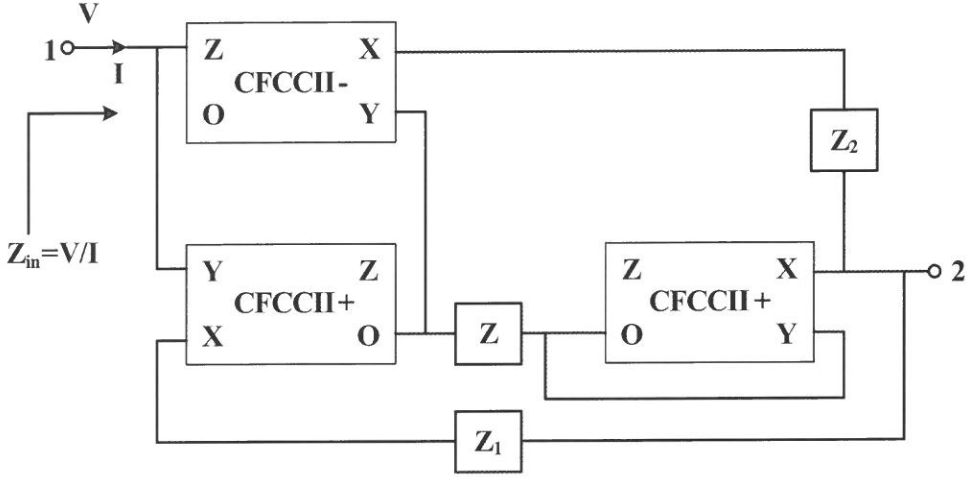 V
1
I
Z X
CFCCII-
O Y
Z₂
Zin=V/I
Y Z
CFCCII+
X O
Z
Z X
CFCCII+
O Y
2
Z₁